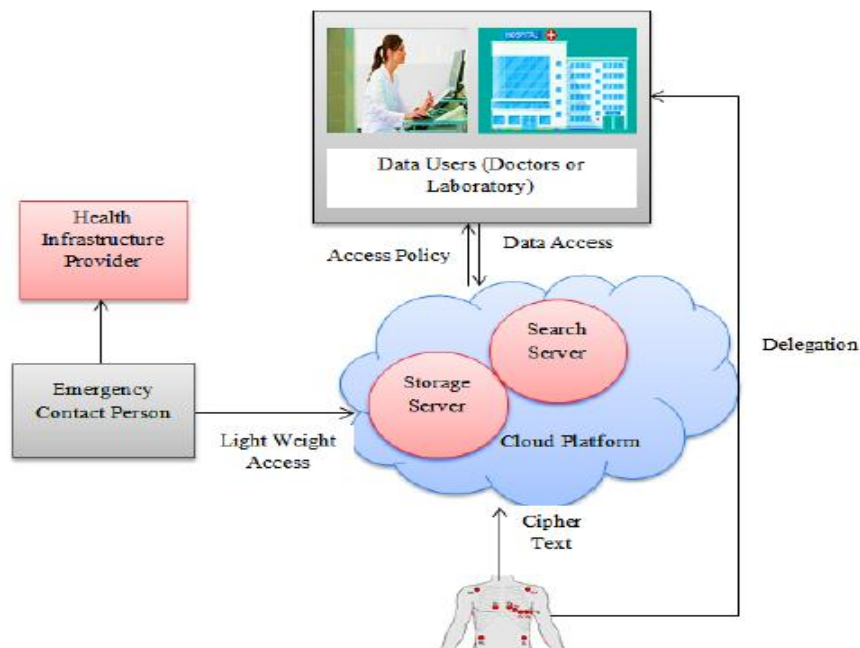 HOSPITAL
Data Users (Doctors or
Laboratory)
Health
Infrastructure
Provider
Access Policy
Data Access
Search
Server
Delegation
Emergency
Contact Person
Storage
Server
Light Weight
Access
Cloud Platform
Cipher
Text